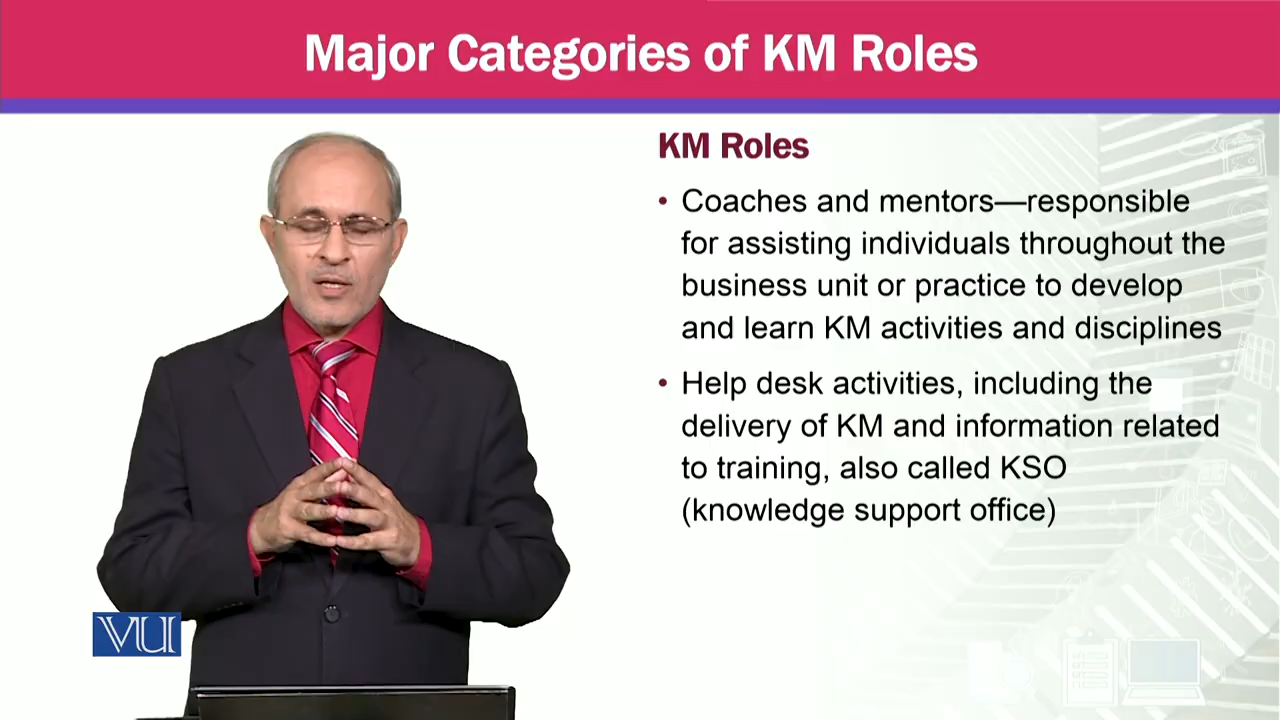 Major Categories of KM Roles
KM Roles
• Coaches and mentors—responsible
for assisting individuals throughout the
business unit or practice to develop
and learn KM activities and disciplines
• Help desk activities, including the
delivery of KM and information related
to training, also called KSO
(knowledge support office)
VU